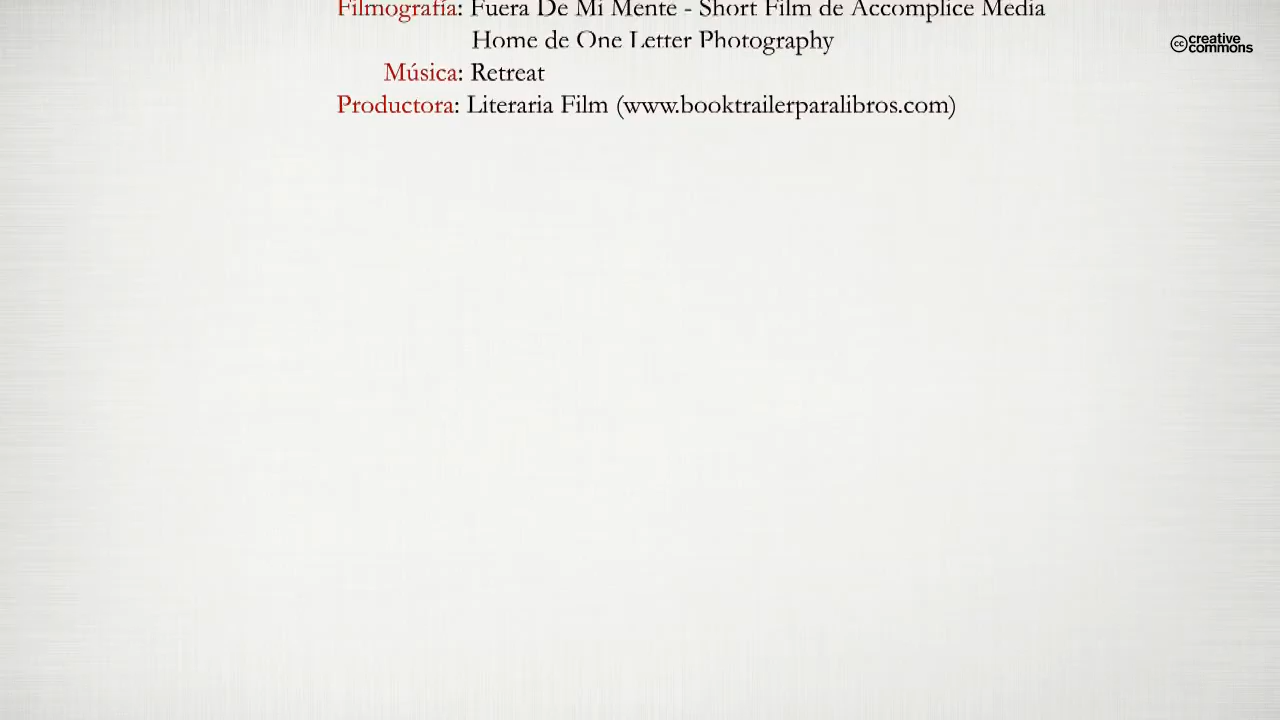 Filmografía: Fuera De Mi Mente - Short Film de Accomplice Media
Home de One Letter Photography
Música: Retreat
Productora: Literaria Film (www.booktrailerparalibros.com)
cc creative
commons